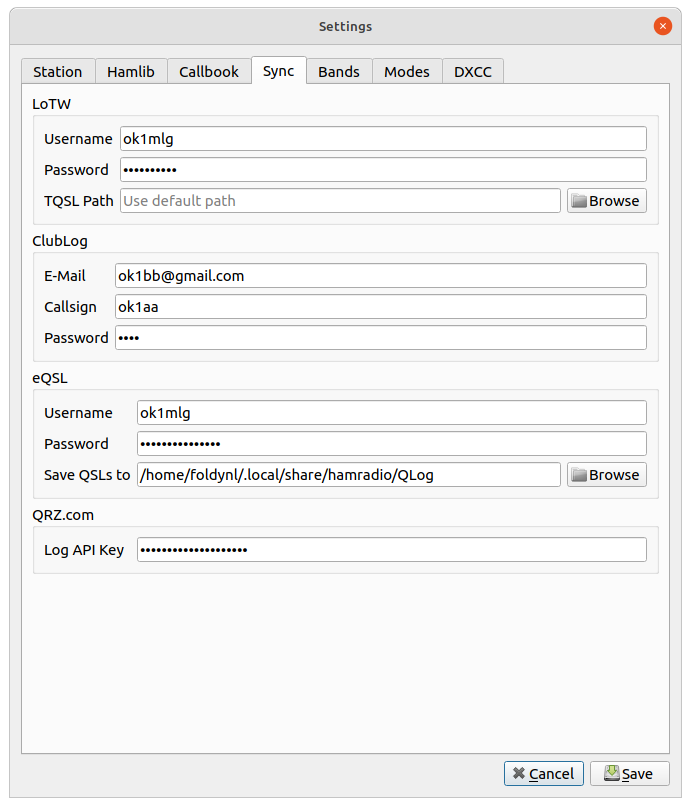 Settings
Station Hamlib Callbook Sync Bands Modes DXCC
LoTW
Username ok1mlg
Password ••••••••••
TQSL Path Use default path Browse
ClubLog
E-Mail ok1bb@gmail.com
Callsign ok1aa
Password ••••
eQSL
Username ok1mlg
Password •••••••••••••••
Save QSLs to /home/foldynl/.local/share/hamradio/QLog Browse
QRZ.com
Log API Key ••••••••••••••••••••
Cancel Save